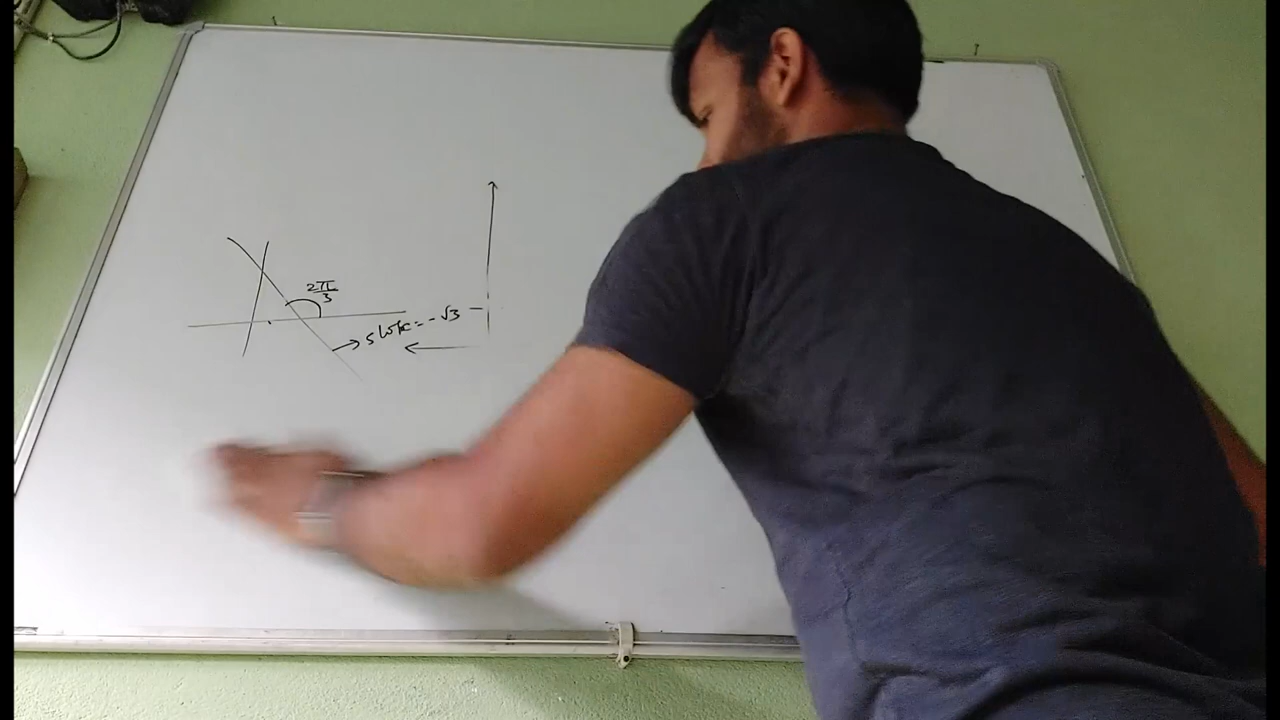 2π/3
slope = -√3